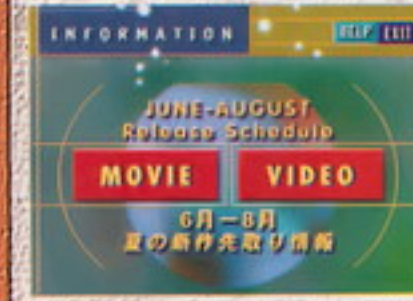 INFORMATION
HELP EXIT
JUNE-AUGUST
Release Schedule
MOVIE VIDEO
6月—8月
夏の新作先取り情報